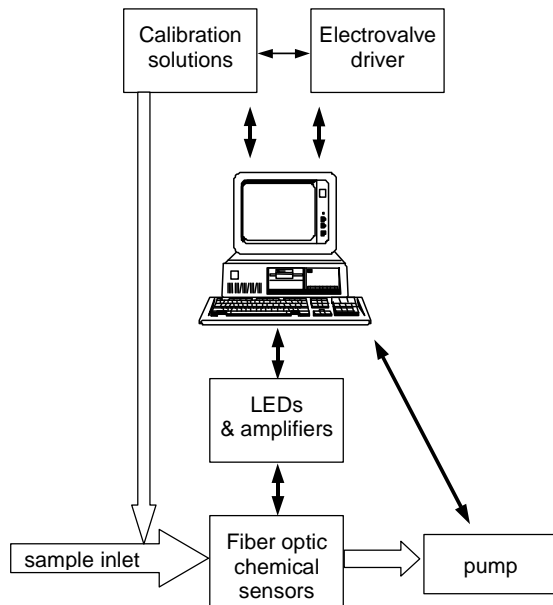 Calibration
solutions
Electrovalve
driver
LEDs
& amplifiers
sample inlet
Fiber optic
chemical
sensors
pump